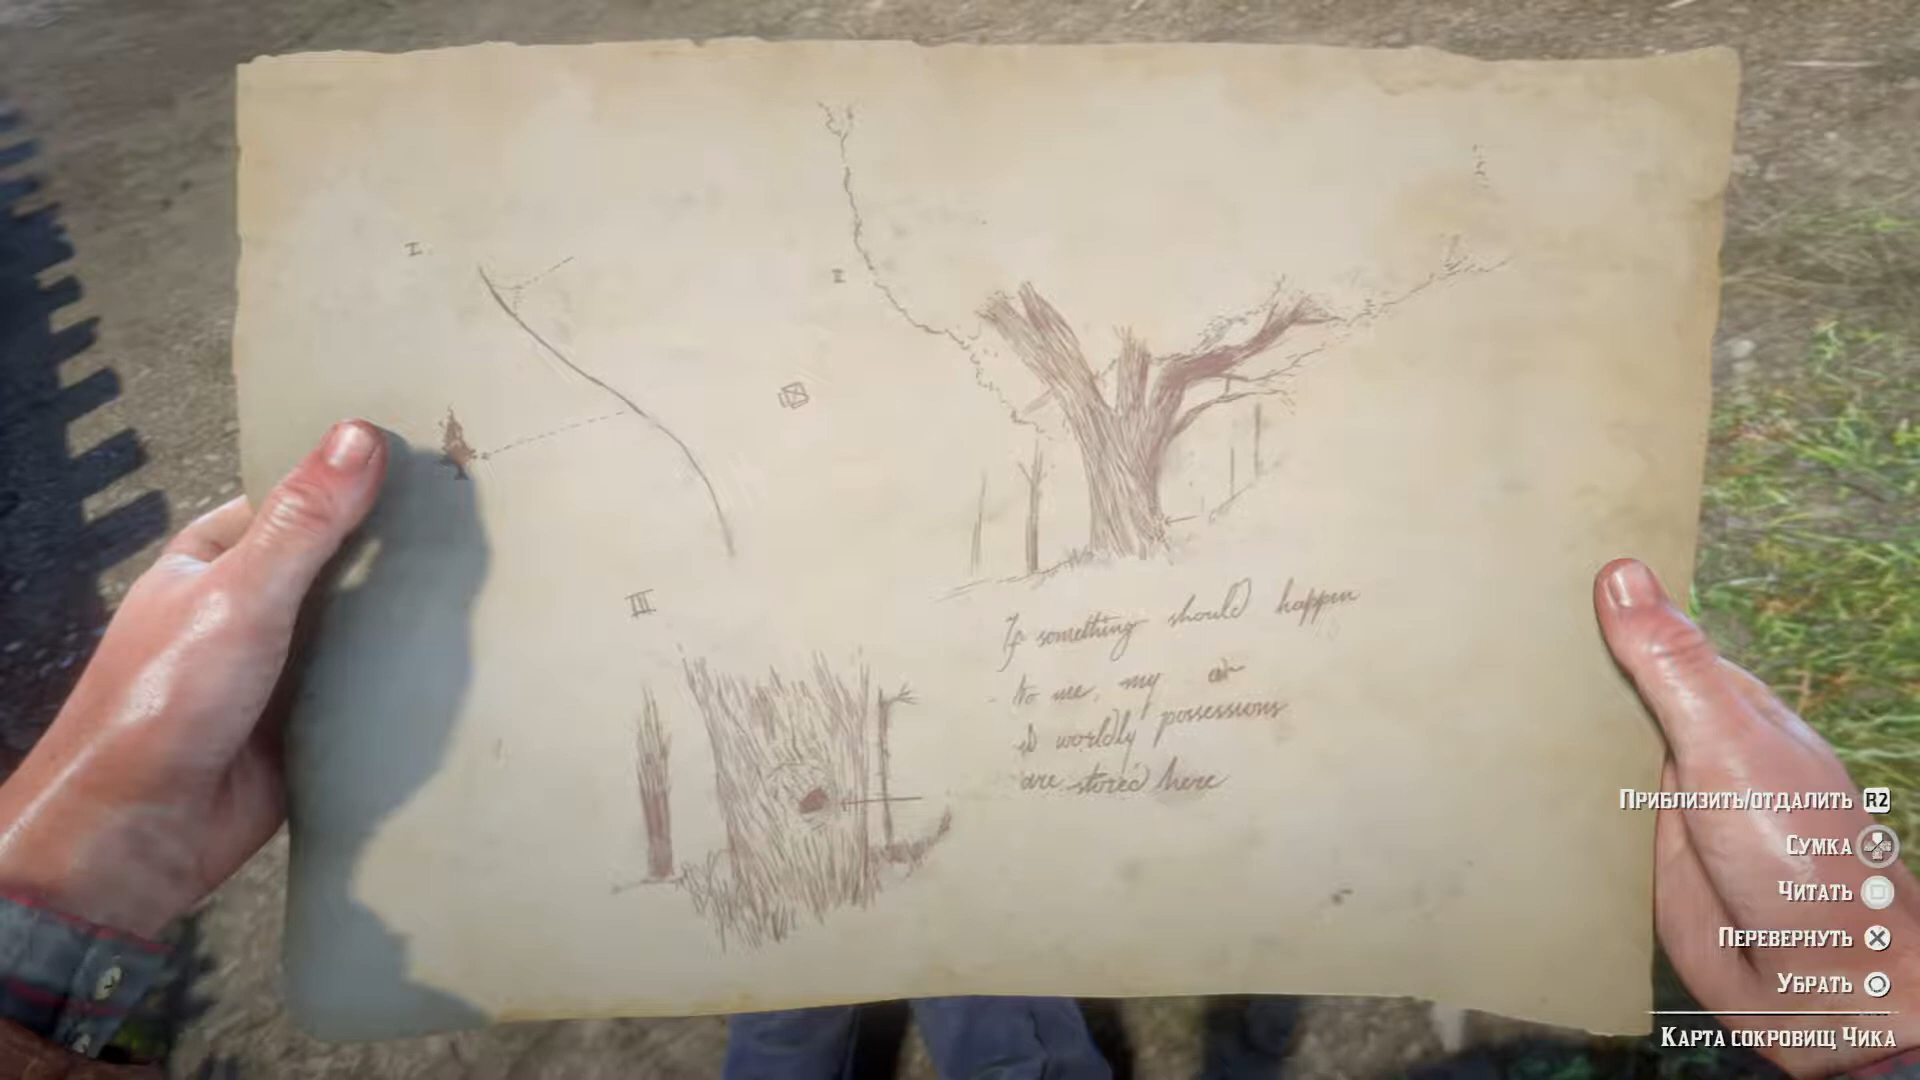 I
II
III
If something should happen
to me, my
worldly possessions
are stored here
Приблизить/отдалить R2
Сумка
Читать
Перевернуть
Убрать
Карта сокровищ Чика